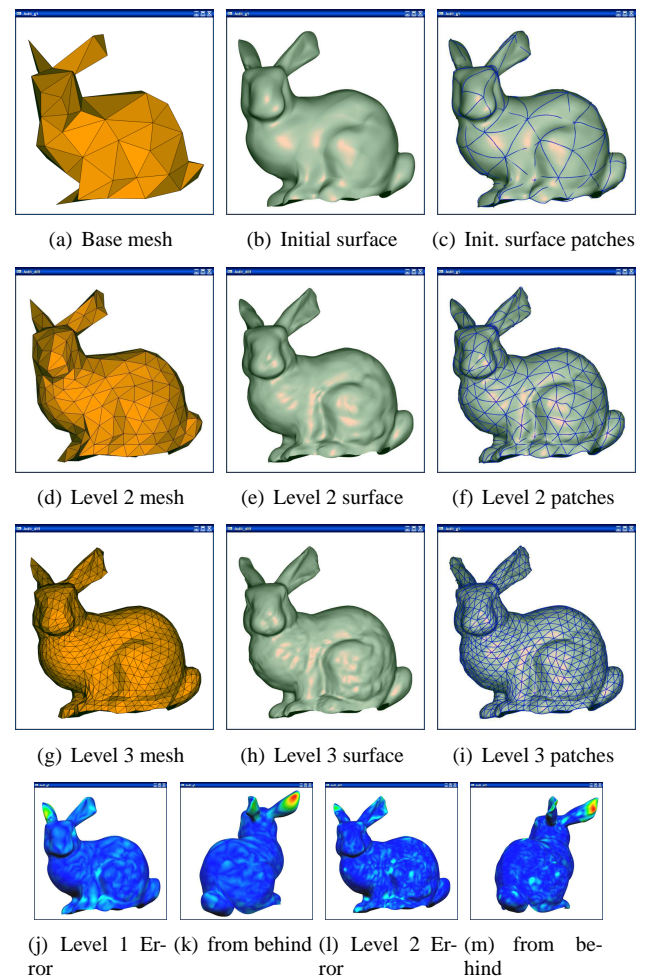 (a) Base mesh
(b) Initial surface
(c) Init. surface patches
(d) Level 2 mesh
(e) Level 2 surface
(f) Level 2 patches
(g) Level 3 mesh
(h) Level 3 surface
(i) Level 3 patches
(j) Level 1 Er-
ror
(k) from behind
(l) Level 2 Er-
ror
(m) from be-
hind